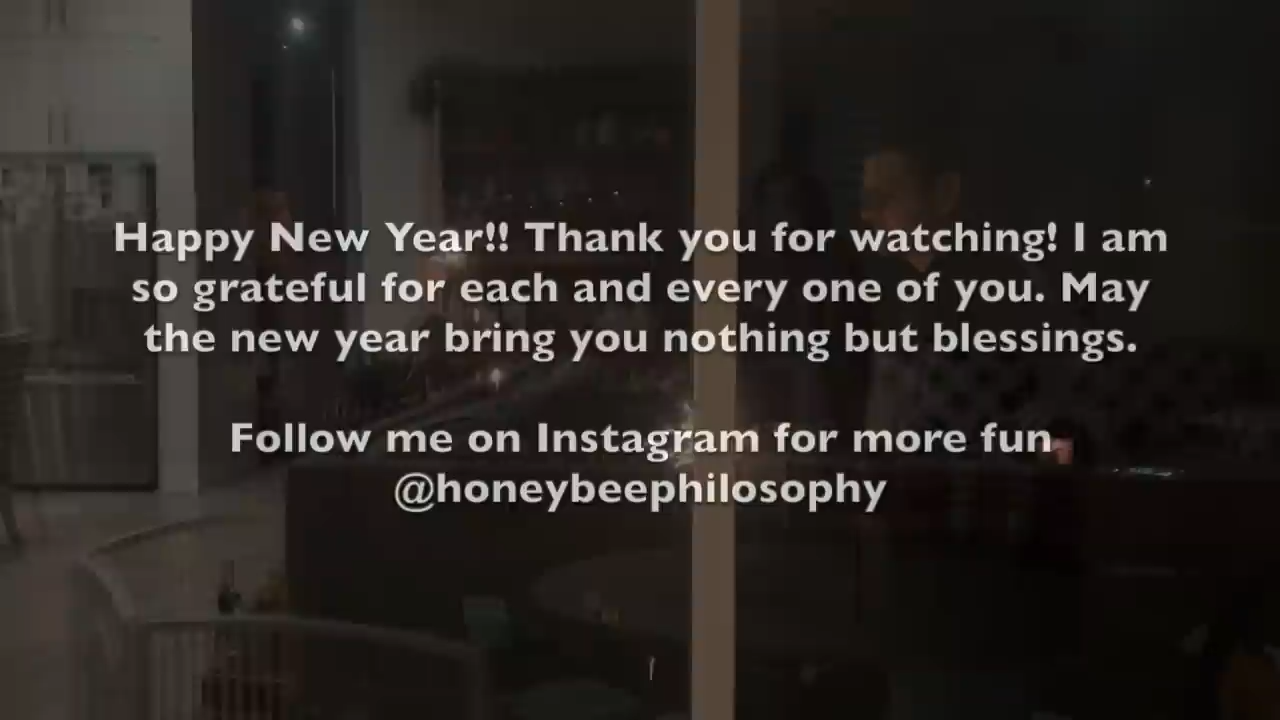 Happy New Year!! Thank you for watching! I am
so grateful for each and every one of you. May
the new year bring you nothing but blessings.
Follow me on Instagram for more fun
@honeybeephilosophy